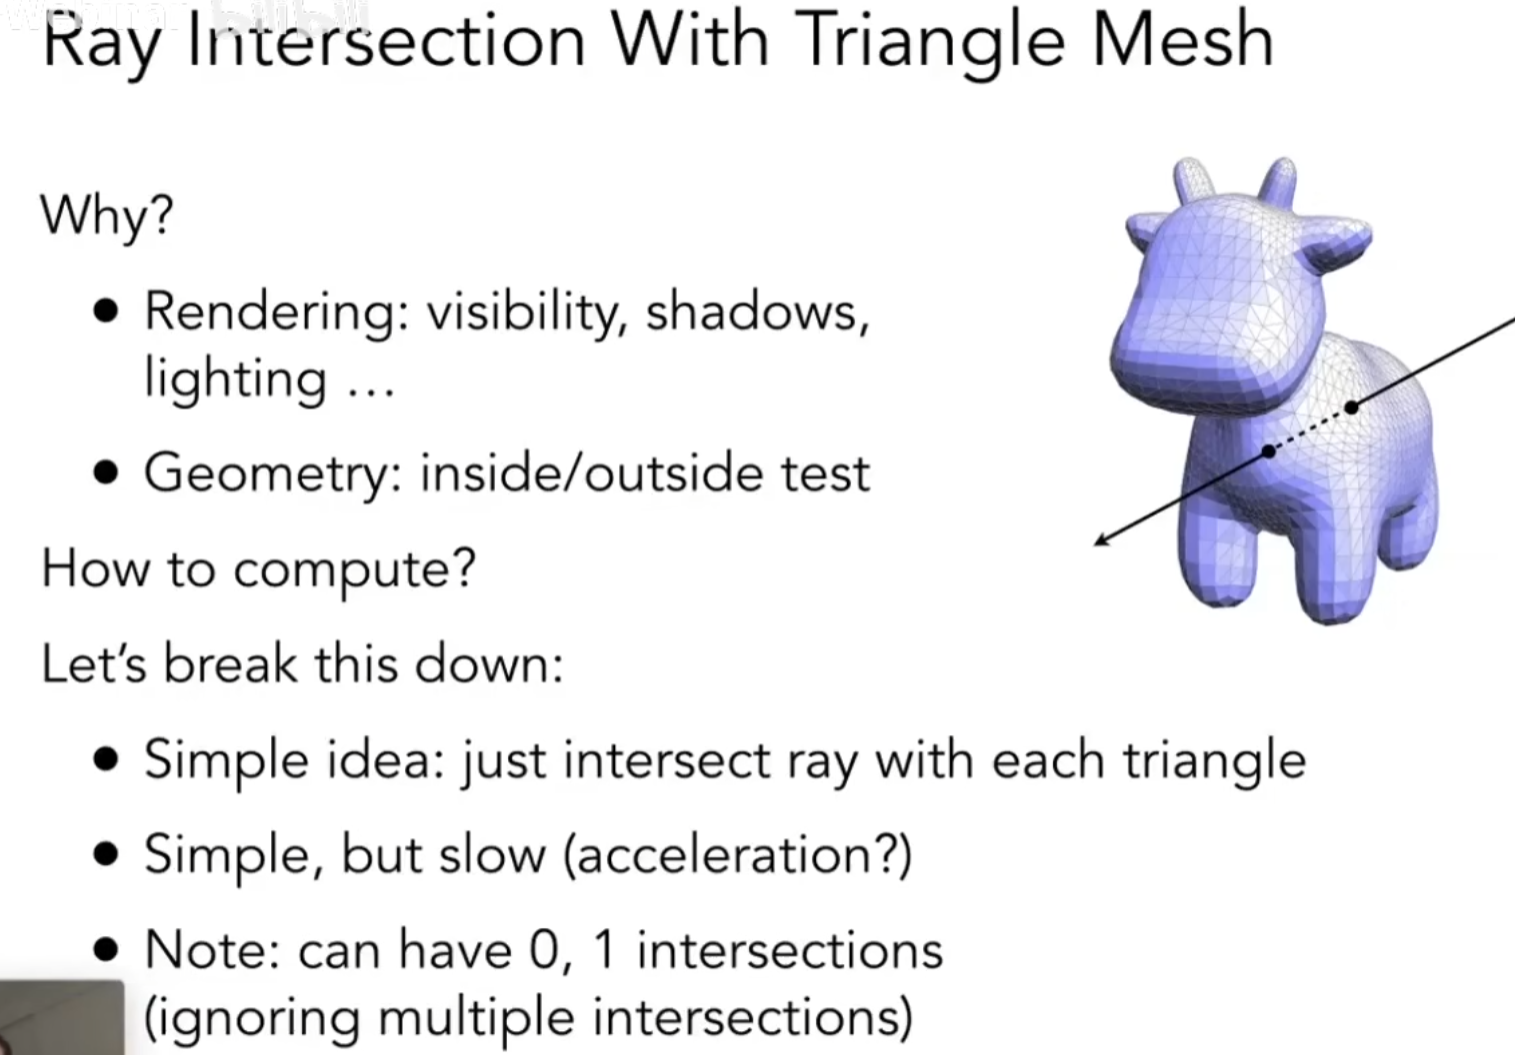 Ray Intersection With Triangle Mesh
Why?
● Rendering: visibility, shadows,
lighting ...
● Geometry: inside/outside test
How to compute?
Let's break this down:
● Simple idea: just intersect ray with each triangle
● Simple, but slow (acceleration?)
● Note: can have 0, 1 intersections
(ignoring multiple intersections)